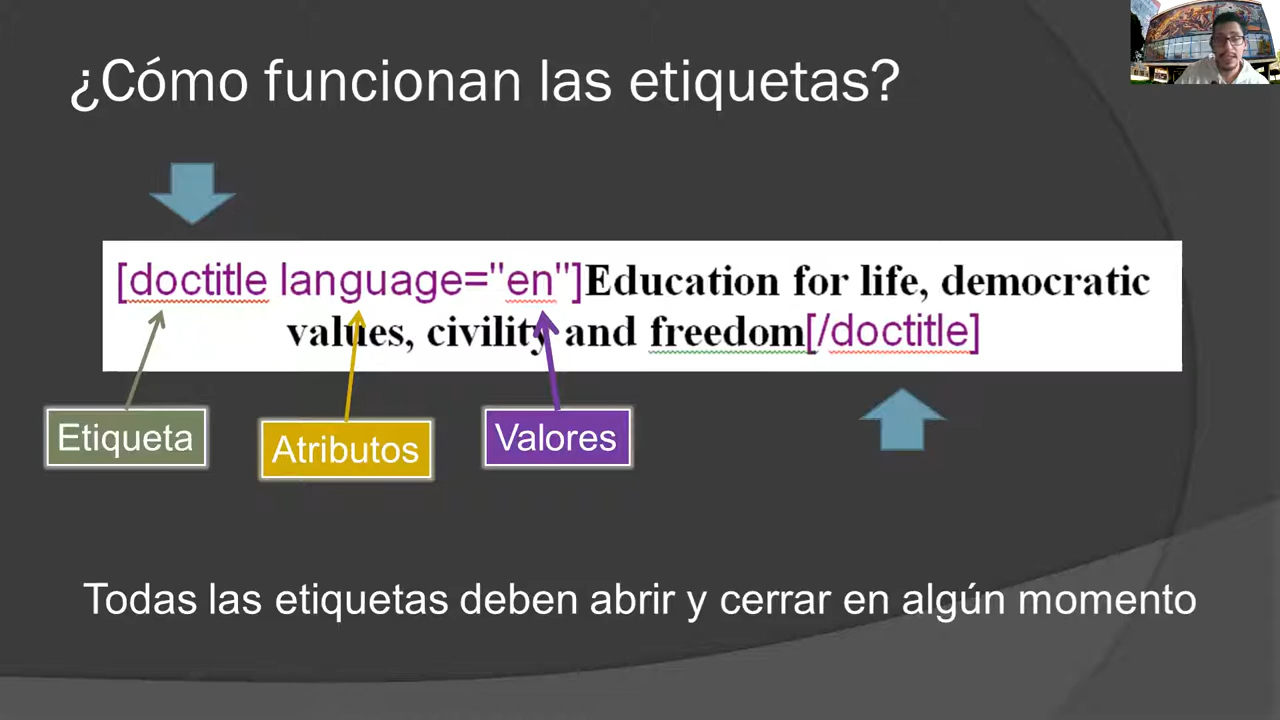 ¿Cómo funcionan las etiquetas?
[doctitle language="en"]Education for life, democratic
values, civility and freedom[/doctitle]
Etiqueta
Atributos
Valores
Todas las etiquetas deben abrir y cerrar en algún momento